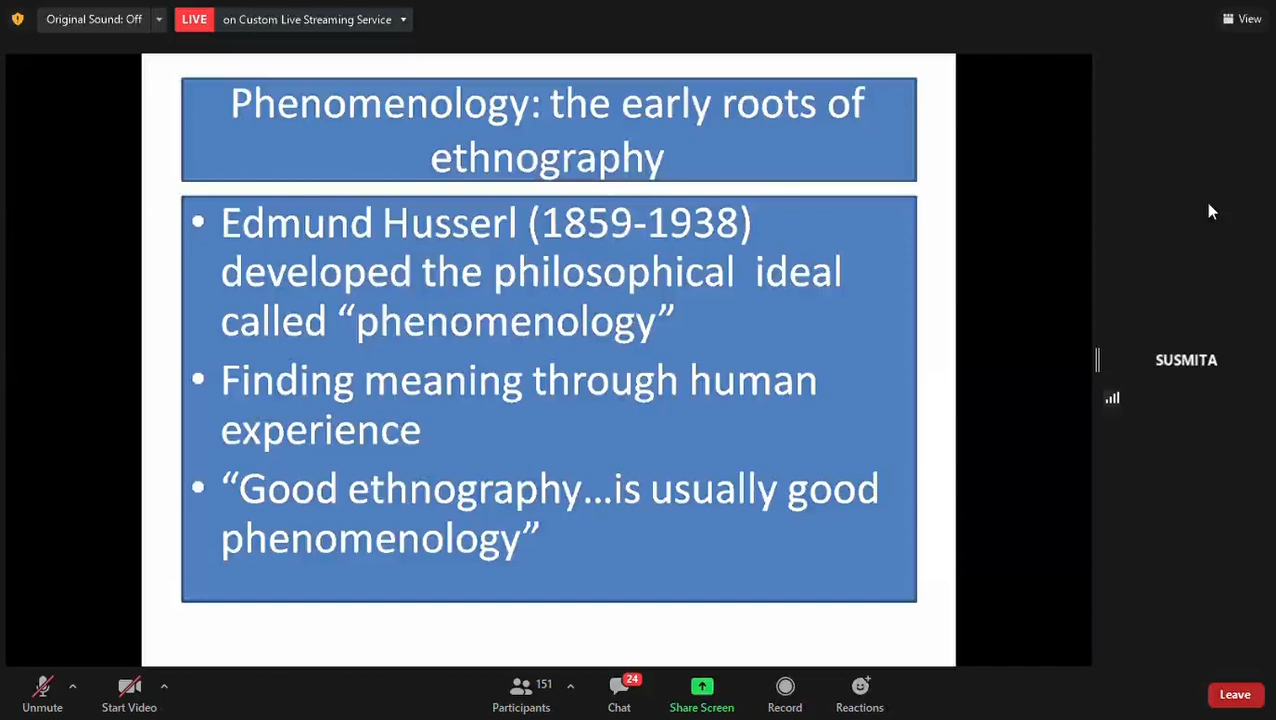 Original Sound: Off
LIVE on Custom Live Streaming Service
View
Phenomenology: the early roots of
ethnography
• Edmund Husserl (1859-1938)
developed the philosophical ideal
called “phenomenology”
• Finding meaning through human
experience
• “Good ethnography…is usually good
phenomenology”
SUSMITA
Unmute
Start Video
151
Participants
24
Chat
Share Screen
Record
Reactions
Leave